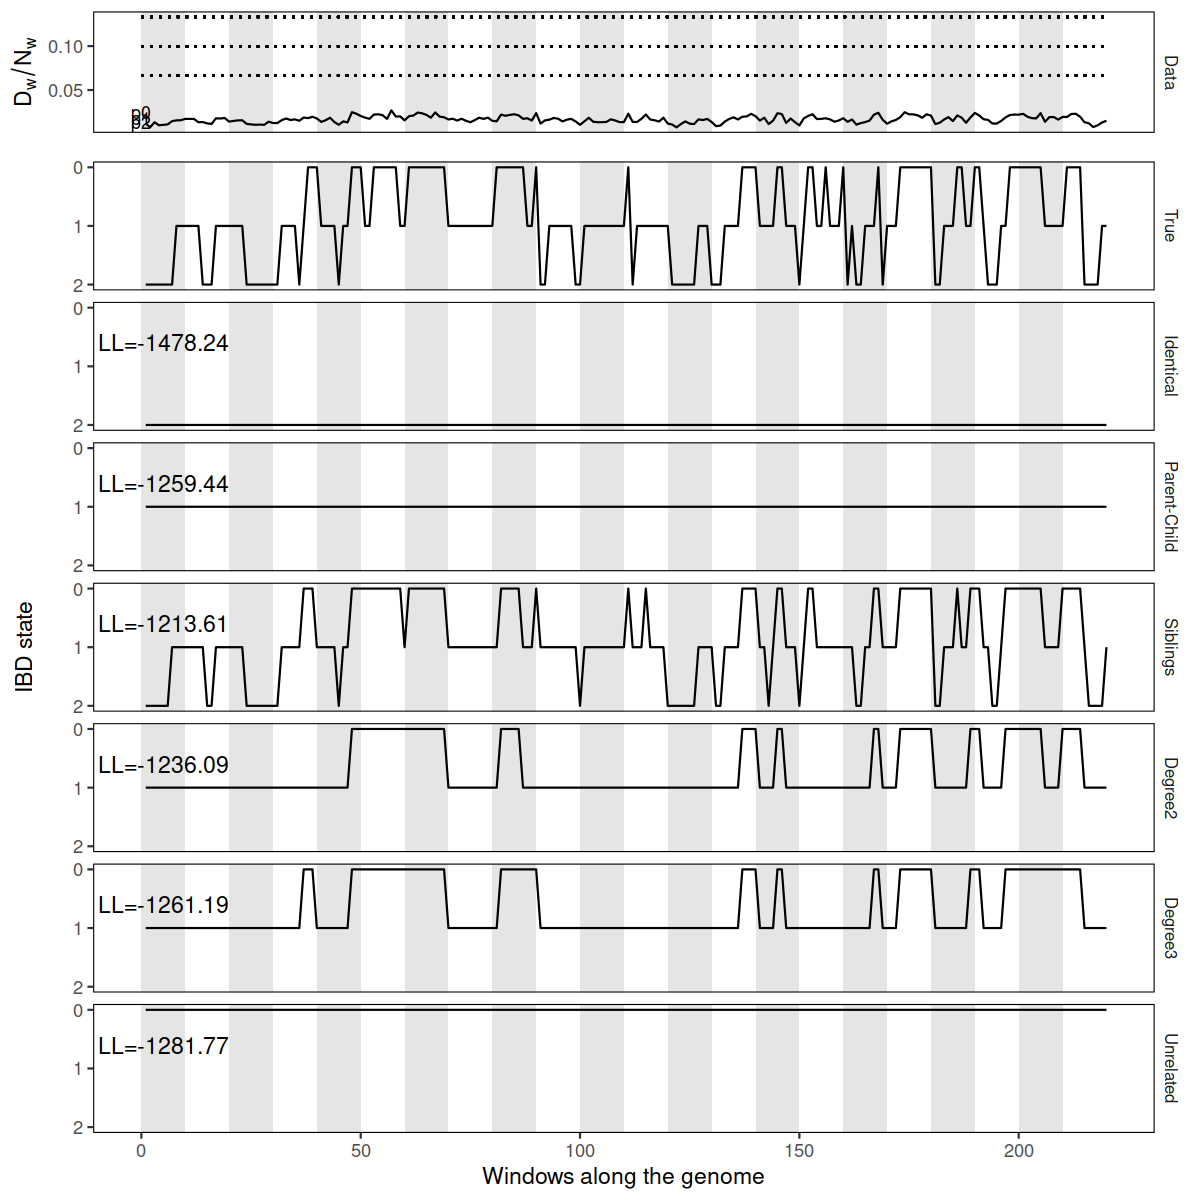 D_w/N_w
0.10
0.05
p0
Data
0
1
2
True
0
1
2
LL=-1478.24
Identical
0
1
2
LL=-1259.44
Parent-Child
IBD state
0
1
2
LL=-1213.61
Siblings
0
1
2
LL=-1236.09
Degree2
0
1
2
LL=-1261.19
Degree3
0
1
2
LL=-1281.77
Unrelated
0 50 100 150 200
Windows along the genome